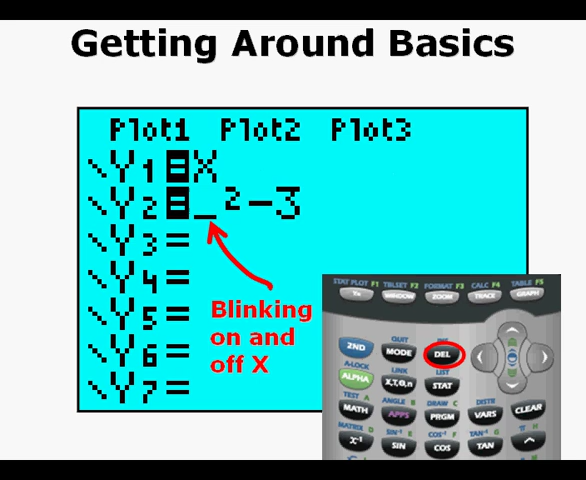 Getting Around Basics
Plot1 Plot2 Plot3
\Y1=X
\Y2=_²-3
\Y3=
\Y4=
\Y5=
\Y6=
\Y7=
Blinking
on and
off X
STAT PLOT F1 TBLSET F2 FORMAT F3 CALC F4 TABLE F5
Y= WINDOW ZOOM TRACE GRAPH
QUIT INS
2ND MODE DEL
A-LOCK LINK LIST
ALPHA X,T,Θ,n STAT
TEST A ANGLE B DRAW C DISTR
MATH APPS PRGM VARS CLEAR
MATRIX D SIN⁻¹ E COS⁻¹ F TAN⁻¹ G π H
x⁻¹ SIN COS TAN ^